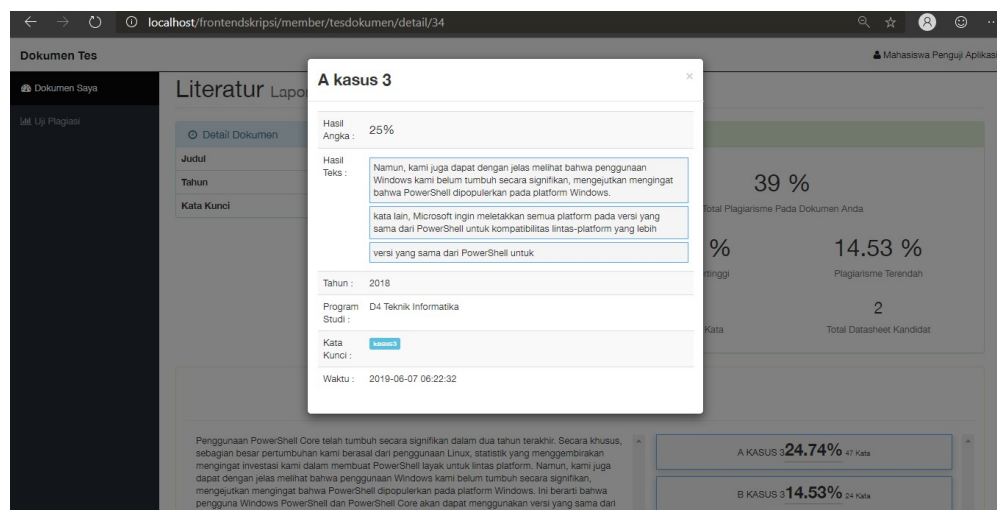 localhost/frontendskripsi/member/tesdokumen/detail/34
Dokumen Tes
Mahasiswa Penguji Aplikasi
Dokumen Saya
Uji Plagiasi
Literatur Lapo
Detail Dokumen
Judul
Tahun
Kata Kunci
A kasus 3
×
Hasil
Angka :
25%
Hasil
Teks :
Namun, kami juga dapat dengan jelas melihat bahwa penggunaan
Windows kami belum tumbuh secara signifikan, mengejutkan mengingat
bahwa PowerShell dipopulerkan pada platform Windows.
kata lain, Microsoft ingin meletakkan semua platform pada versi yang
sama dari PowerShell untuk kompatibilitas lintas-platform yang lebih
versi yang sama dari PowerShell untuk
Tahun :
2018
Program
Studi :
D4 Teknik Informatika
Kata
Kunci :
kasus3
Waktu :
2019-06-07 06:22:32
39 %
Total Plagiarisme Pada Dokumen Anda
%
rtinggi
14.53 %
Plagiarisme Terendah
Kata
2
Total Datasheet Kandidat
Penggunaan PowerShell Core telah tumbuh secara signifikan dalam dua tahun terakhir. Secara khusus,
sebagian besar pertumbuhan kami berasal dari penggunaan Linux, statistik yang menggembirakan
mengingat investasi kami dalam membuat PowerShell layak untuk lintas platform. Namun, kami juga
dapat dengan jelas melihat bahwa penggunaan Windows kami belum tumbuh secara signifikan,
mengejutkan mengingat bahwa PowerShell dipopulerkan pada platform Windows. Ini berarti bahwa
pengguna Windows PowerShell dan PowerShell Core akan dapat menggunakan versi yang sama dari
A KASUS 3 24.74% 47 Kata
B KASUS 3 14.53% 24 Kata